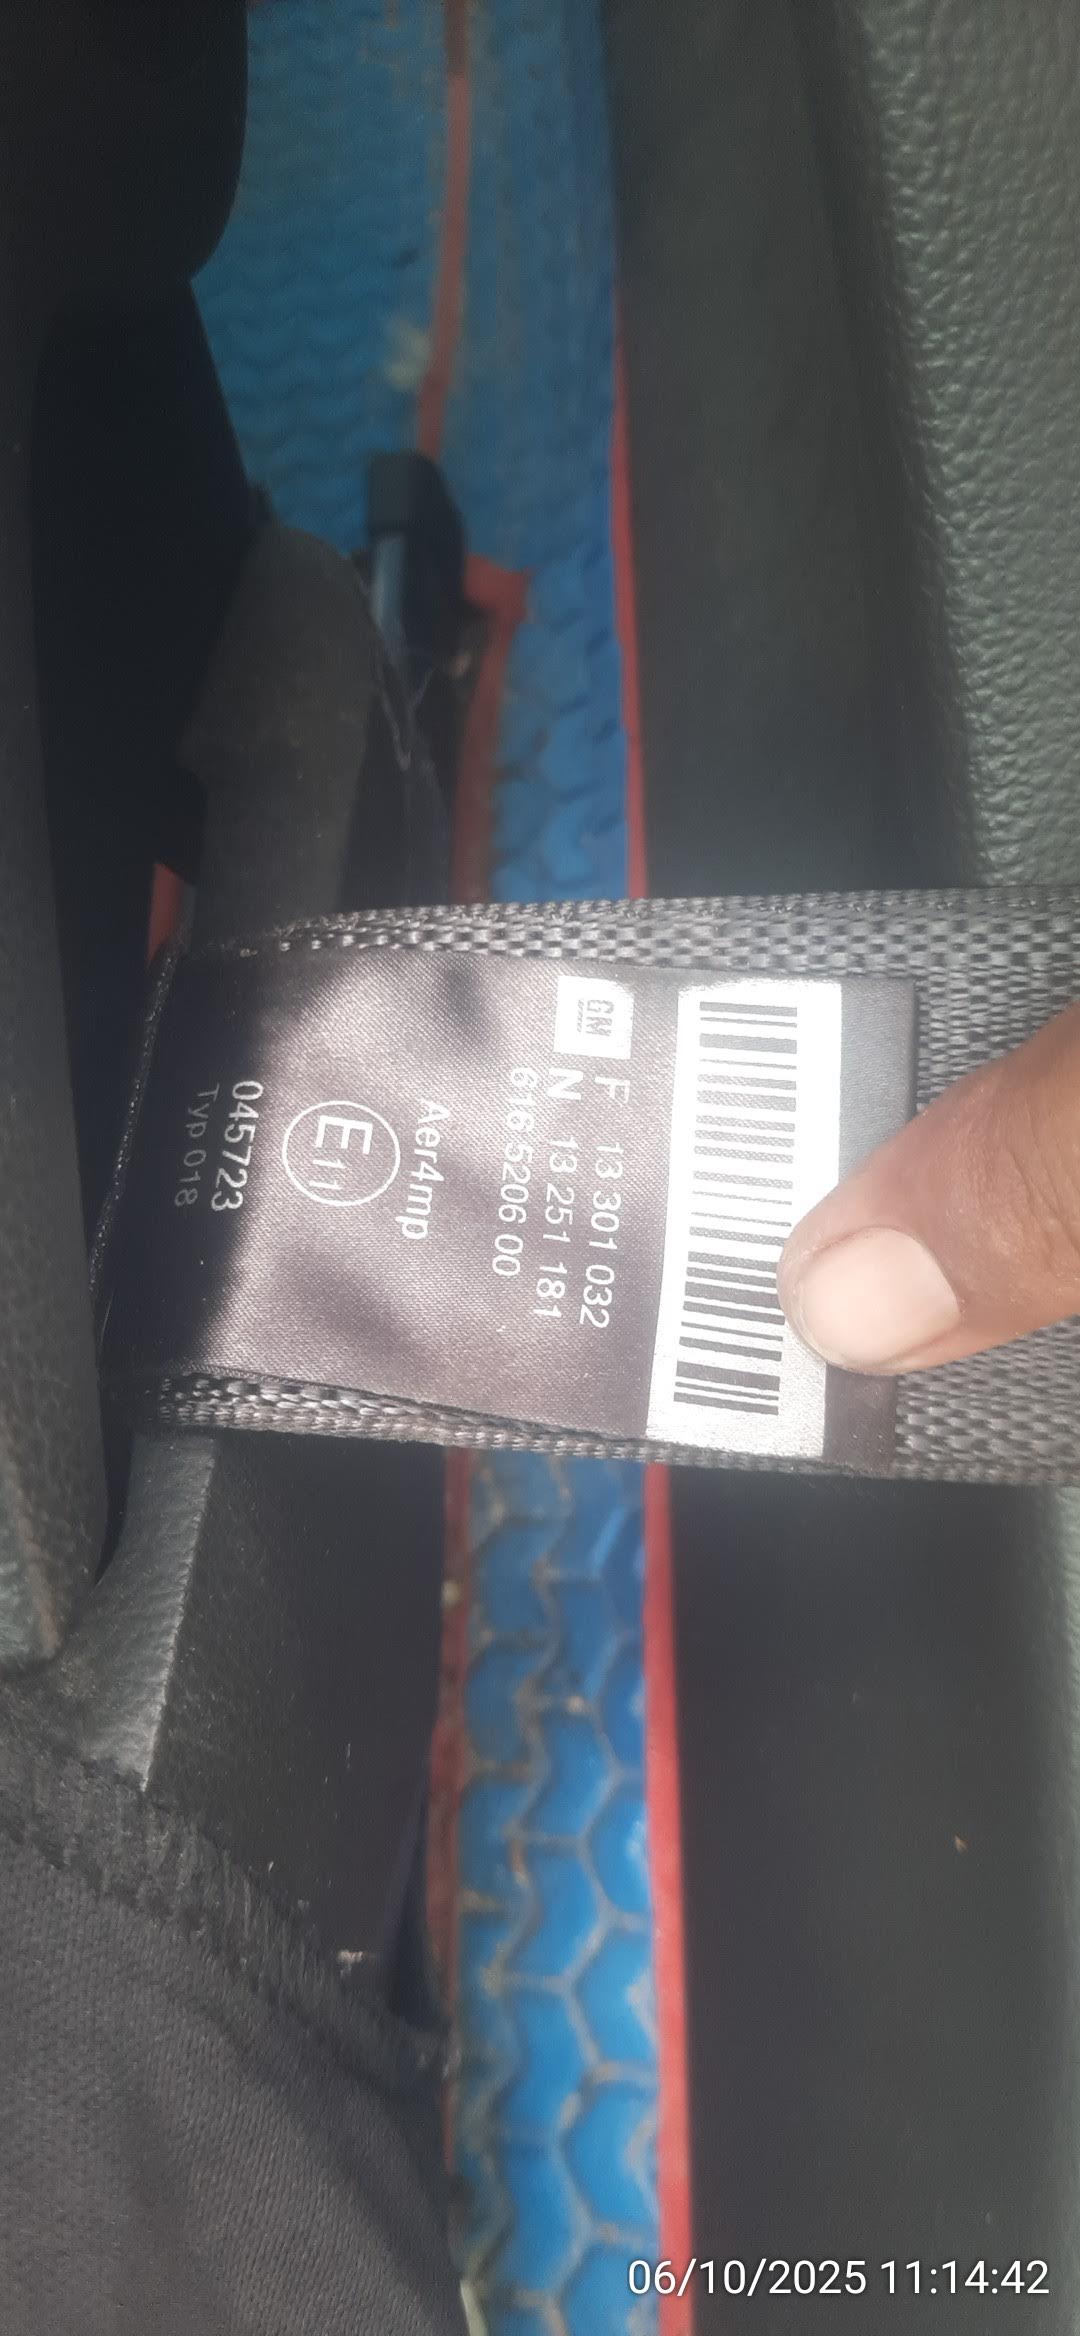 GM
F 13 301 032
N 13 251 181
616 5206 00
Aer4mp
E11
045723
Typ 018
06/10/2025 11:14:42